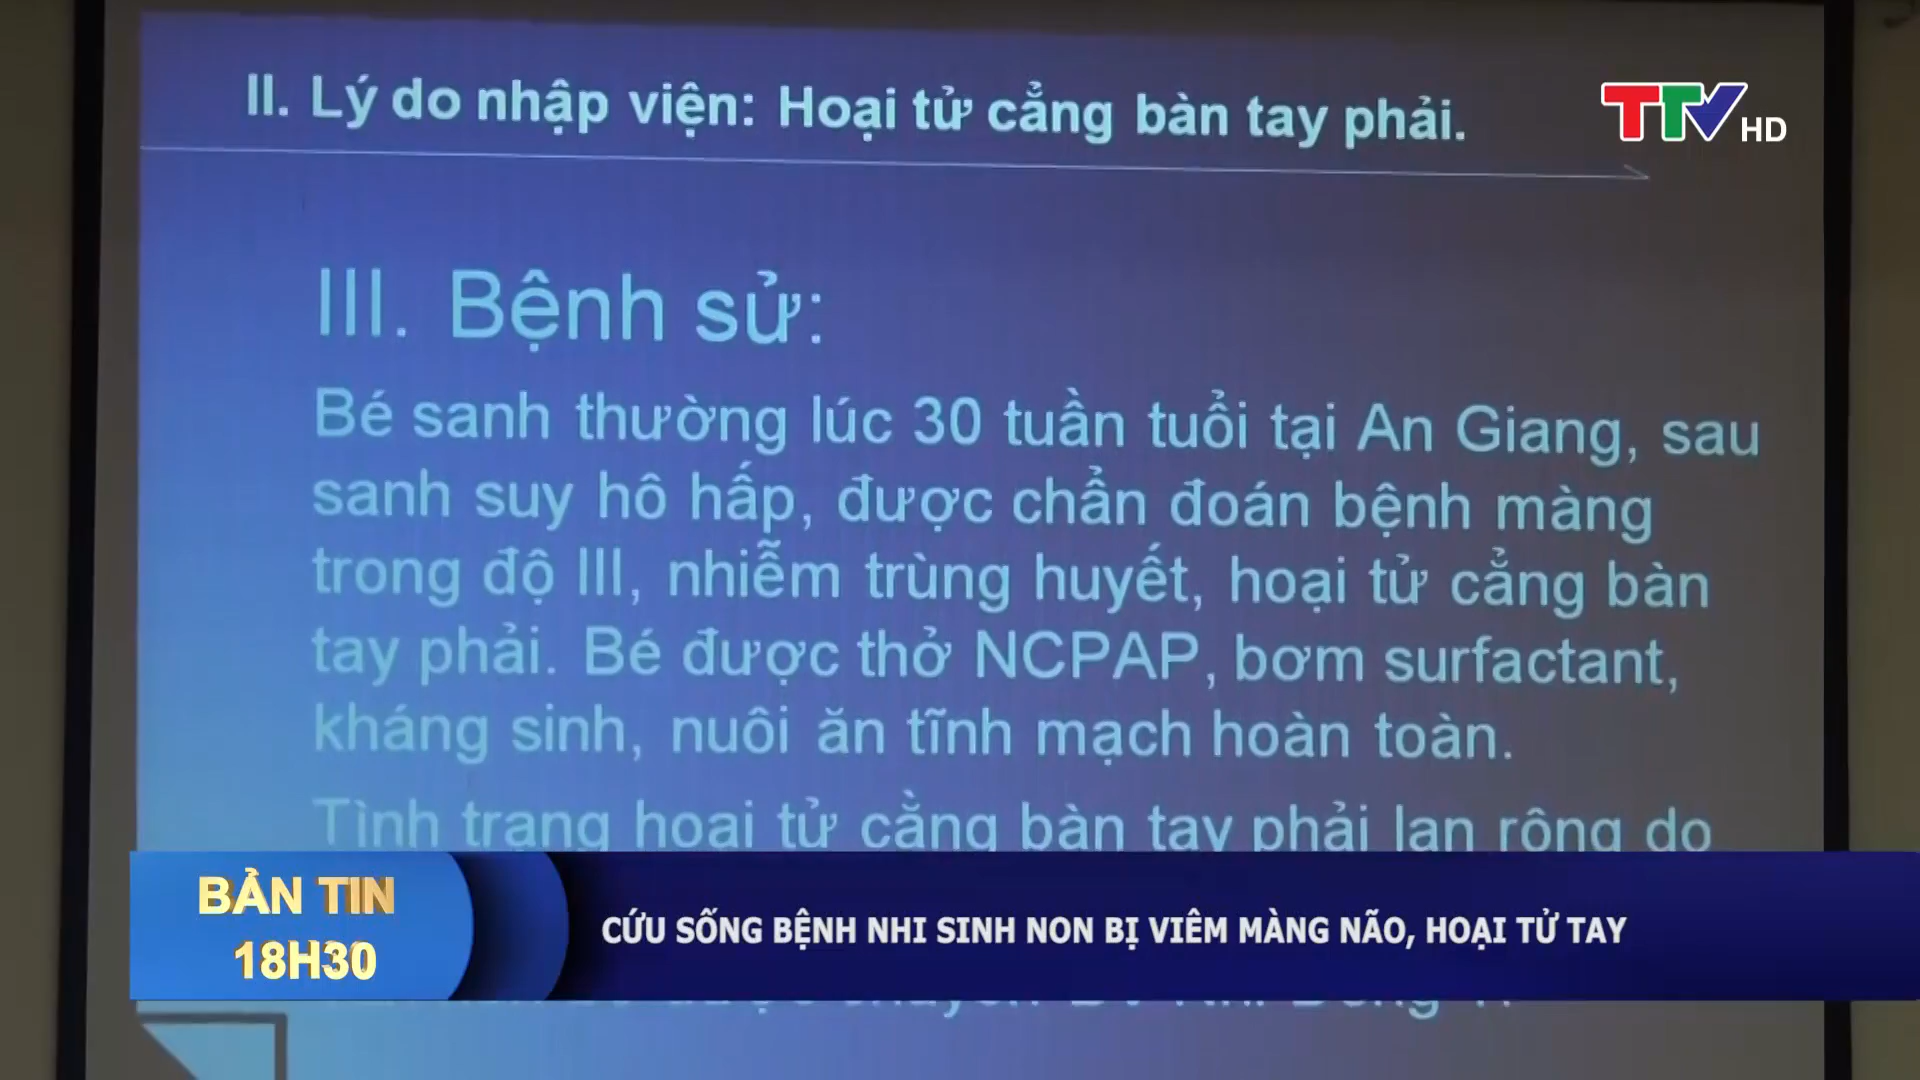 II. Lý do nhập viện: Hoại tử cẳng bàn tay phải.
TTV HD
III. Bệnh sử:
Bé sanh thường lúc 30 tuần tuổi tại An Giang, sau
sanh suy hô hấp, được chẩn đoán bệnh màng
trong độ III, nhiễm trùng huyết, hoại tử cẳng bàn
tay phải. Bé được thở NCPAP, bơm surfactant,
kháng sinh, nuôi ăn tĩnh mạch hoàn toàn.
Tình trạng hoại tử cẳng bàn tay phải lan rộng do
BẢN TIN
18H30
CỨU SỐNG BỆNH NHI SINH NON BỊ VIÊM MÀNG NÃO, HOẠI TỬ TAY